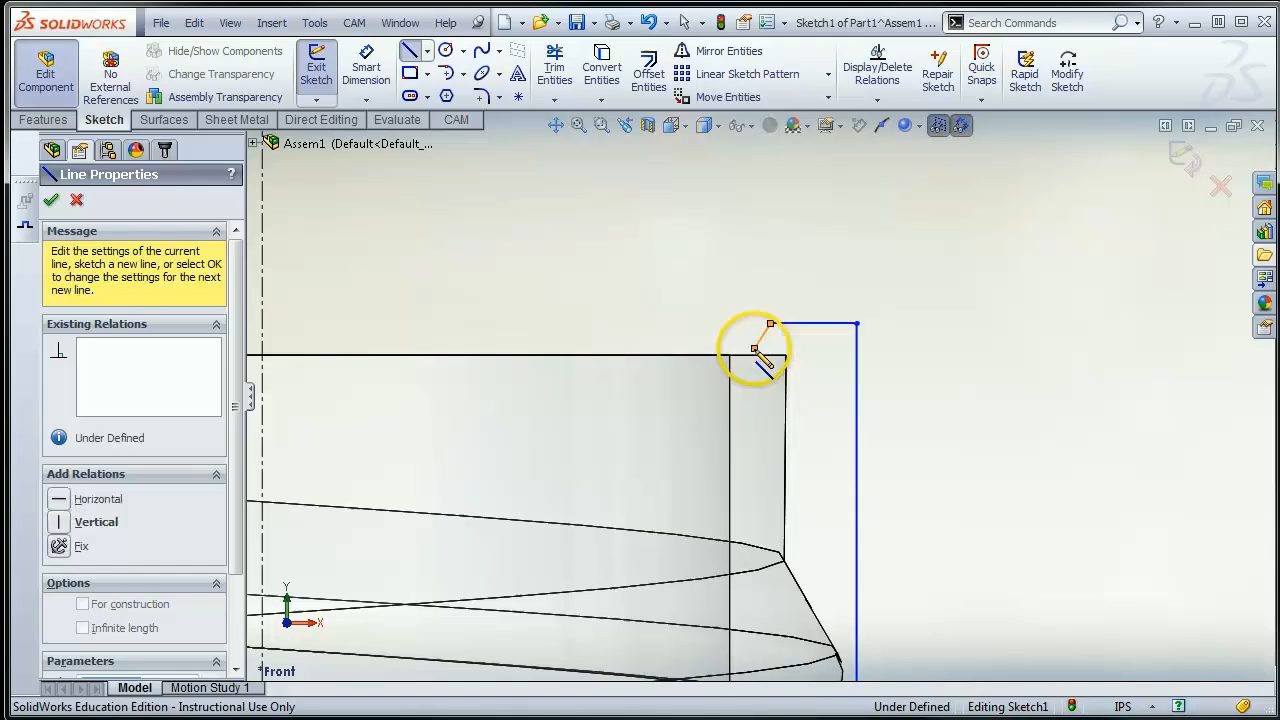 SOLIDWORKS File Edit View Insert Tools CAM Window Help Sketch1 of Part1^Assem1 ... Search Commands
Edit Component
No External References
Hide/Show Components
Change Transparency
Assembly Transparency
Exit Sketch
Smart Dimension
Trim Entities
Convert Entities
Offset Entities
Mirror Entities
Linear Sketch Pattern
Move Entities
Display/Delete Relations
Repair Sketch
Quick Snaps
Rapid Sketch
Modify Sketch
Features Sketch Surfaces Sheet Metal Direct Editing Evaluate CAM
Assem1 (Default<Default_...
Line Properties ?
Message
Edit the settings of the current
line, sketch a new line, or select OK
to change the settings for the next
new line.
Existing Relations
Under Defined
Add Relations
Horizontal
Vertical
Fix
Options
For construction
Infinite length
Parameters
Y
X
*Front
Model Motion Study 1
SolidWorks Education Edition - Instructional Use Only Under Defined Editing Sketch1 IPS